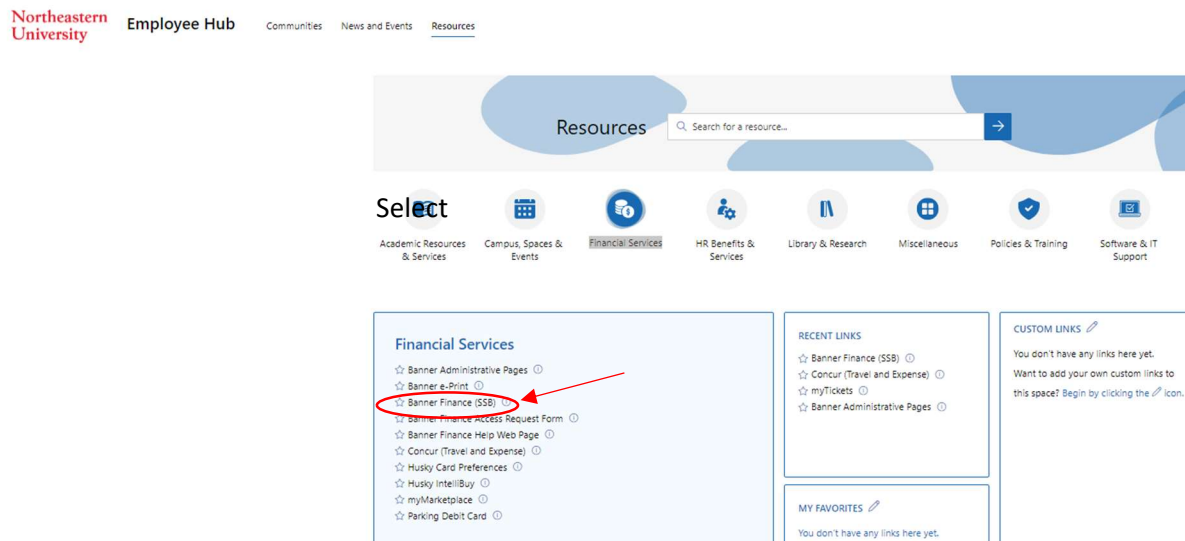 Northeastern
University
Employee Hub
Communities
News and Events
Resources
Resources
Search for a resource...
Select
Academic Resources
& Services
Campus, Spaces &
Events
Financial Services
HR Benefits &
Services
Library & Research
Miscellaneous
Policies & Training
Software & IT
Support
Financial Services
Banner Administrative Pages
Banner e-Print
Banner Finance (SSB)
Banner Finance Access Request Form
Banner Finance Help Web Page
Concur (Travel and Expense)
Husky Card Preferences
Husky IntelliBuy
myMarketplace
Parking Debit Card
RECENT LINKS
Banner Finance (SSB)
Concur (Travel and Expense)
myTickets
Banner Administrative Pages
MY FAVORITES
You don't have any links here yet.
CUSTOM LINKS
You don't have any links here yet.
Want to add your own custom links to
this space? Begin by clicking the icon.